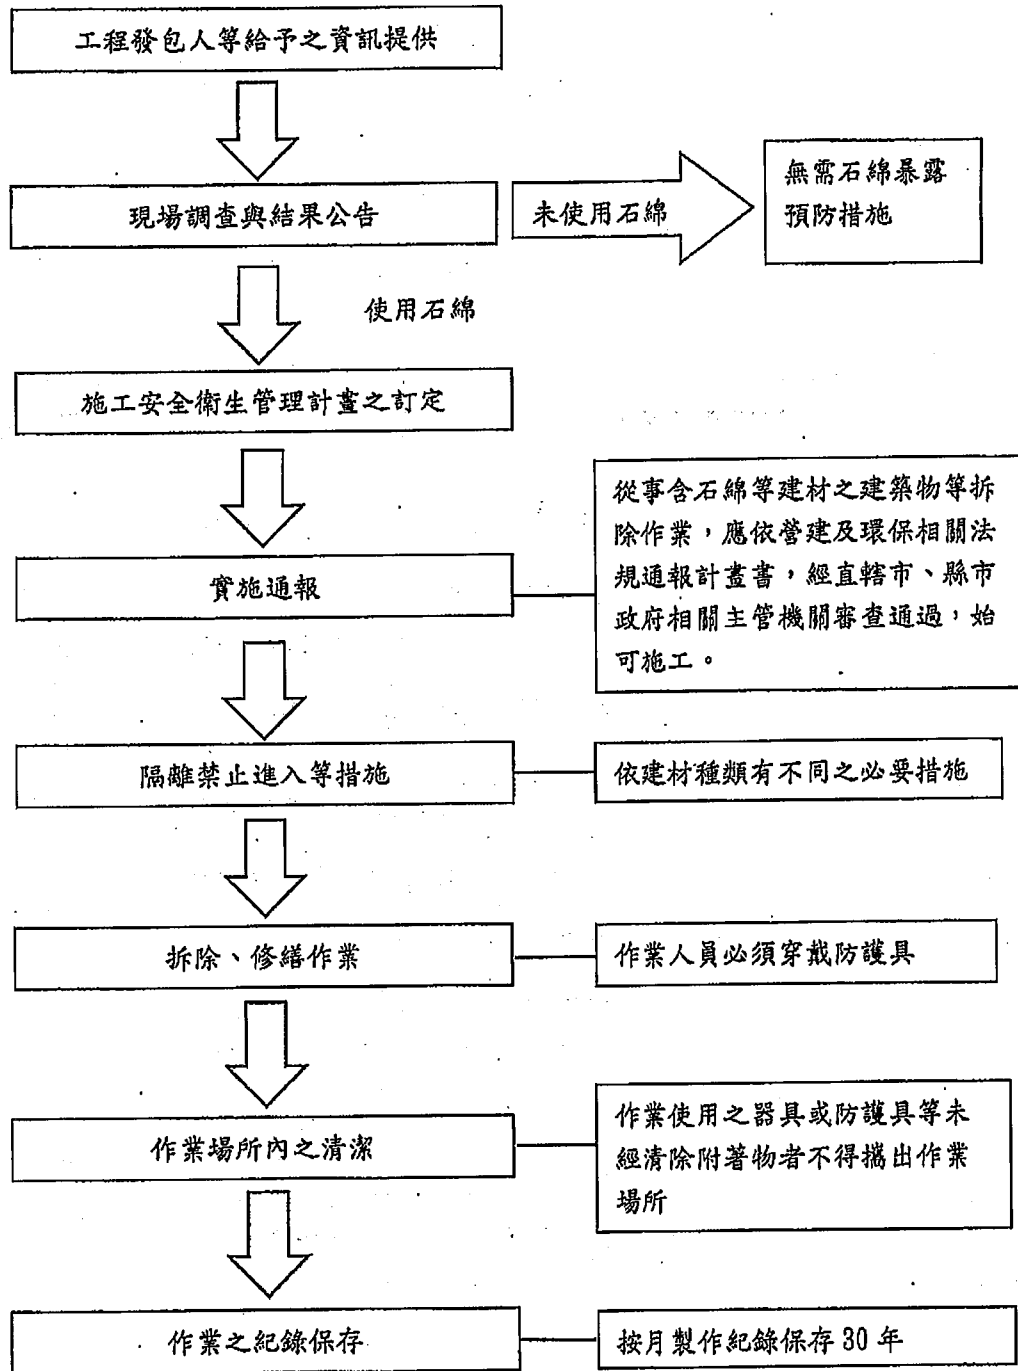 工程發包人等給予之資訊提供
現場調查與結果公告
未使用石綿
無需石綿暴露
預防措施
使用石綿
施工安全衛生管理計畫之訂定
實施通報
從事含石綿等建材之建築物等拆
除作業，應依營建及環保相關法
規通報計畫書，經直轄市、縣市
政府相關主管機關審查通過，始
可施工。
隔離禁止進入等措施
依建材種類有不同之必要措施
拆除、修繕作業
作業人員必須穿戴防護具
作業場所內之清潔
作業使用之器具或防護具等未
經清除附著物者不得攜出作業
場所
作業之紀錄保存
按月製作紀錄保存 30 年